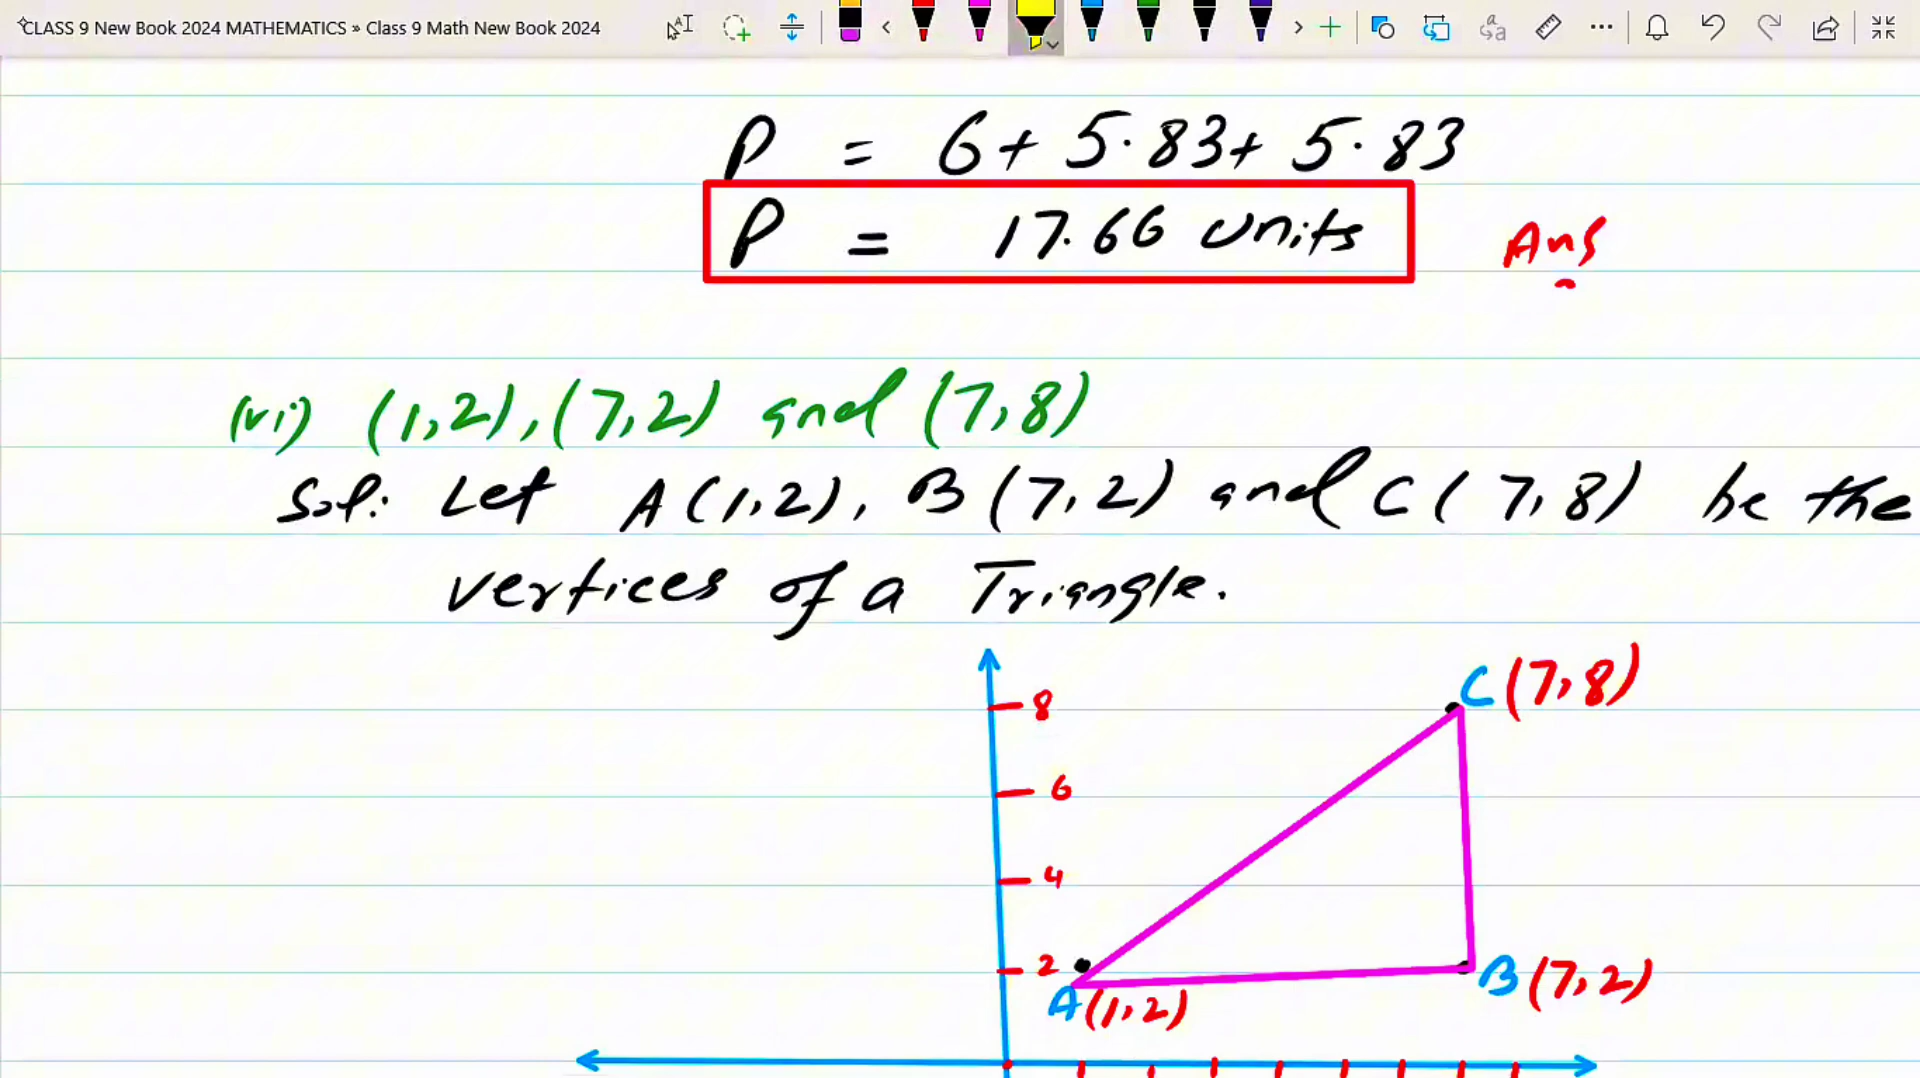 CLASS 9 New Book 2024 MATHEMATICS » Class 9 Math New Book 2024
P = 6 + 5.83 + 5.83
P = 17.66 units Ans
(vi) (1,2), (7,2) and (7,8)
Sol: Let A(1,2), B(7,2) and C(7,8) be the
vertices of a Triangle.
C(7,8)
8
6
4
2
A(1,2)
B(7,2)